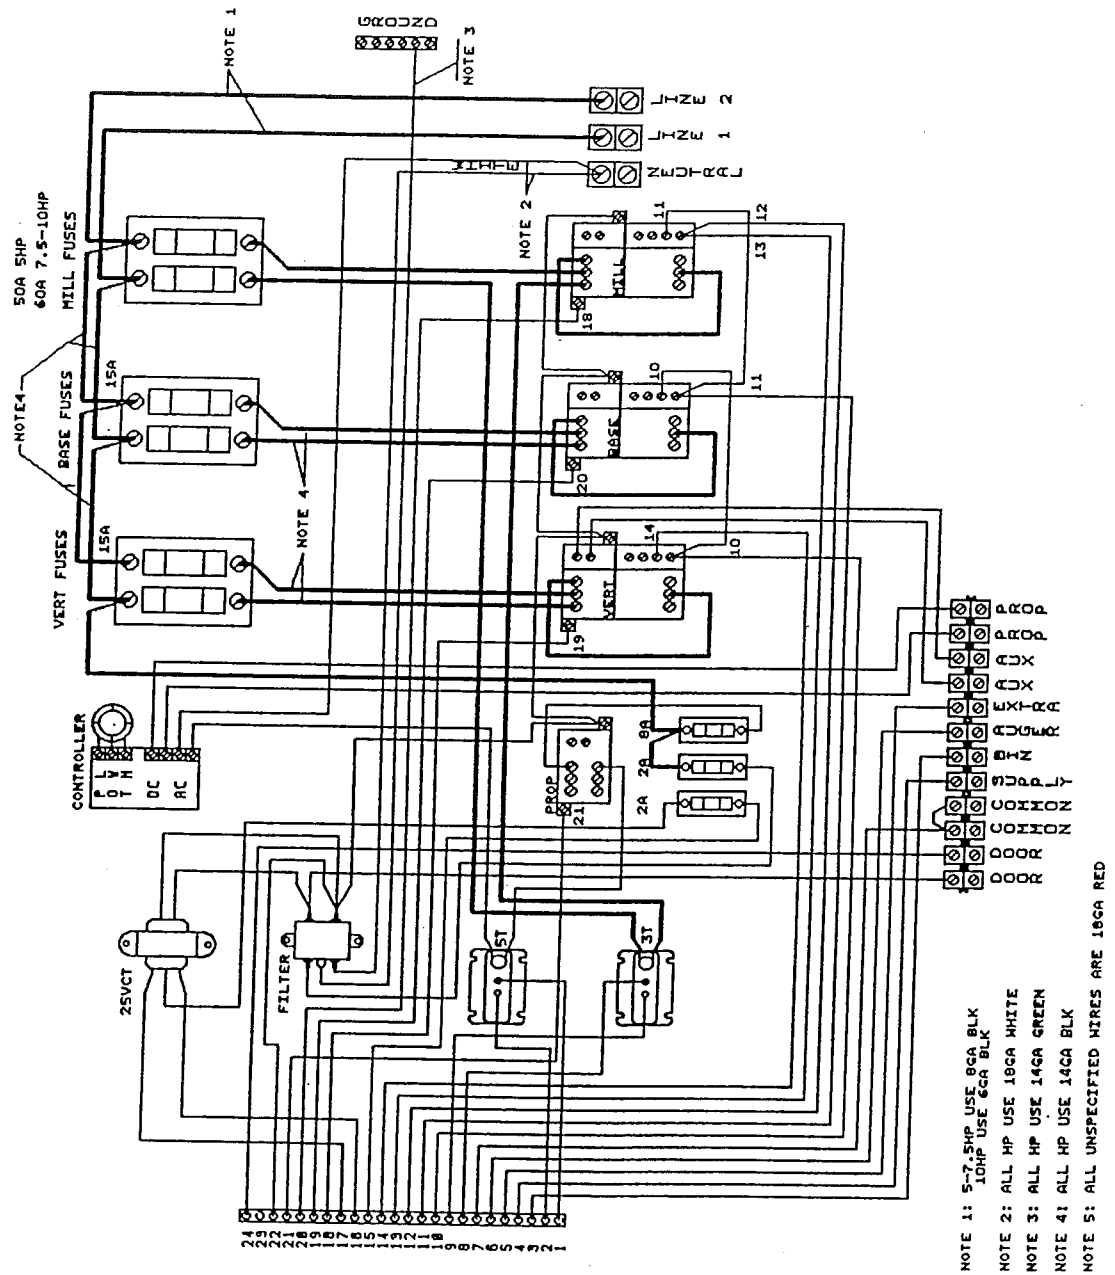 GROUND
NOTE 1
NOTE 3
LINE 2
LINE 1
WHITE
NEUTRAL
NOTE 2
50A 5HP
60A 7.5-10HP
MILL FUSES
MILL
11
12
13
18
NOTE4
15A
BASE FUSES
BASE
10
11
20
NOTE 4
15A
VERT FUSES
VERT
14
10
19
CONTROLLER
POT
LVM
DC
AC
PROP
21
8A
2A
2A
PROP
PROP
AUX
AUX
EXTRA
AUGER
BIN
SUPPLY
COMMON
COMMON
DOOR
DOOR
25VCT
FILTER
5T
3T
24
23
22
21
20
19
18
17
16
15
14
13
12
11
10
9
8
7
6
5
4
3
2
1
NOTE 1: 5-7.5HP USE 8GA BLK
10HP USE 6GA BLK
NOTE 2: ALL HP USE 18GA WHITE
NOTE 3: ALL HP USE 14GA GREEN
NOTE 4: ALL HP USE 14GA BLK
NOTE 5: ALL UNSPECIFIED WIRES ARE 18GA RED